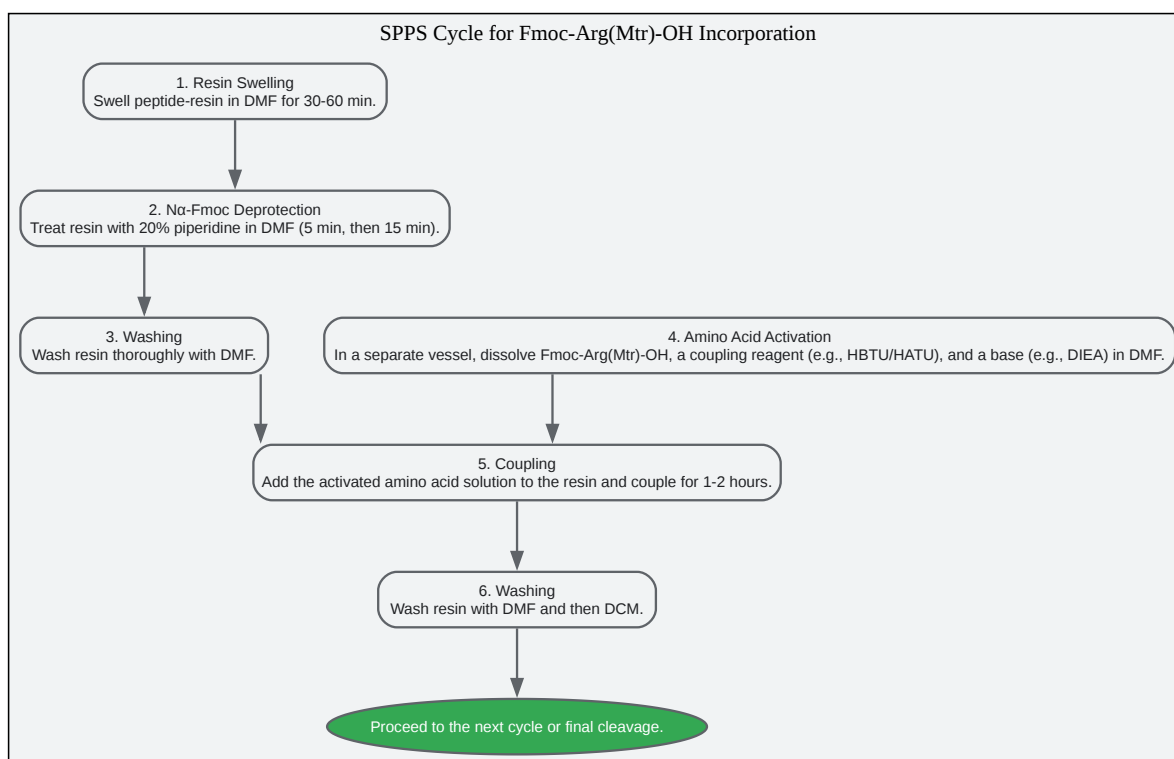 SPPS Cycle for Fmoc-Arg(Mtr)-OH Incorporation
1. Resin Swelling
Swell peptide-resin in DMF for 30-60 min.
2. Nα-Fmoc Deprotection
Treat resin with 20% piperidine in DMF (5 min, then 15 min).
3. Washing
Wash resin thoroughly with DMF.
4. Amino Acid Activation
In a separate vessel, dissolve Fmoc-Arg(Mtr)-OH, a coupling reagent (e.g., HBTU/HATU), and a base (e.g., DIEA) in DMF.
5. Coupling
Add the activated amino acid solution to the resin and couple for 1-2 hours.
6. Washing
Wash resin with DMF and then DCM.
Proceed to the next cycle or final cleavage.